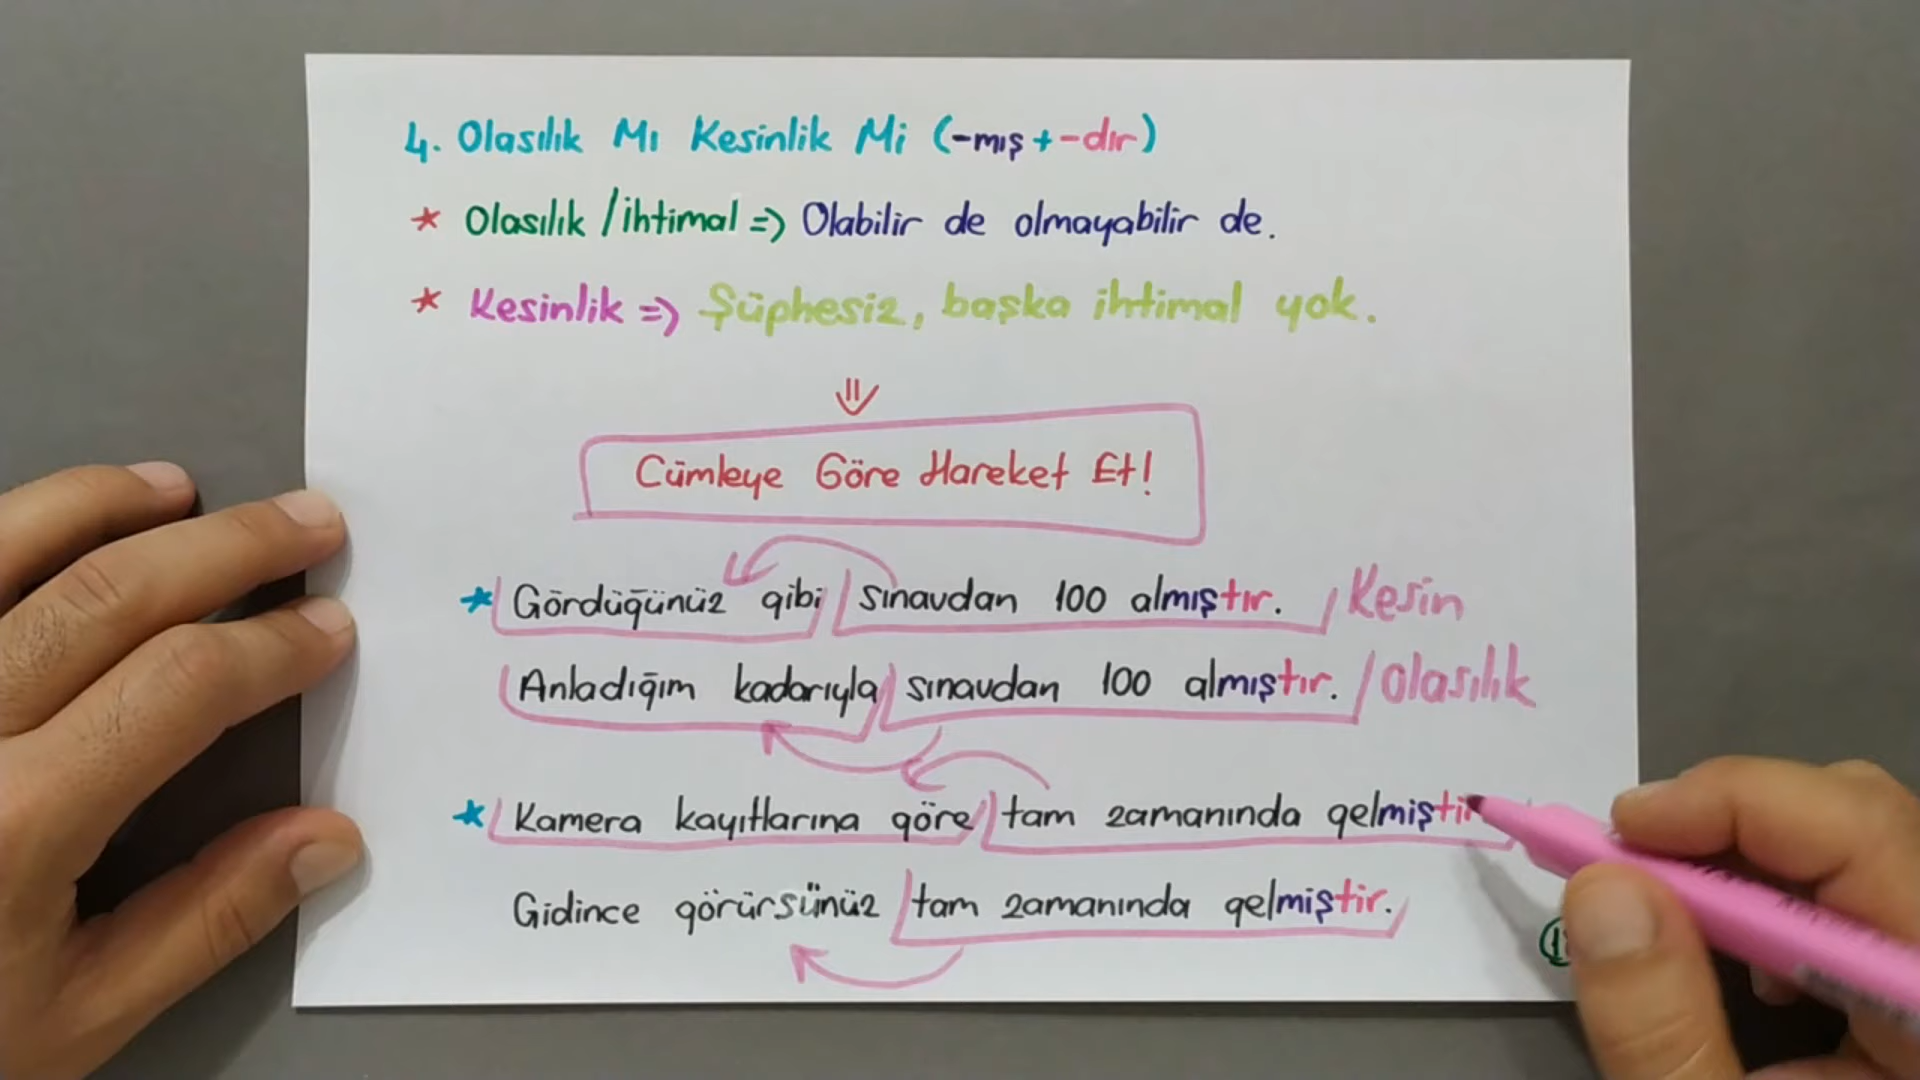 4. Olasılık Mı Kesinlik Mi (-mış + -dır)
* Olasılık / ihtimal => Olabilir de olmayabilir de.
* Kesinlik => Şüphesiz, başka ihtimal yok.
Cümleye Göre Hareket Et!
* Gördüğünüz gibi sınavdan 100 almıştır. Kesin
Anladığım kadarıyla sınavdan 100 almıştır. olasılık
* Kamera kayıtlarına göre tam zamanında gelmiştir
Gidince görürsünüz tam zamanında gelmiştir.